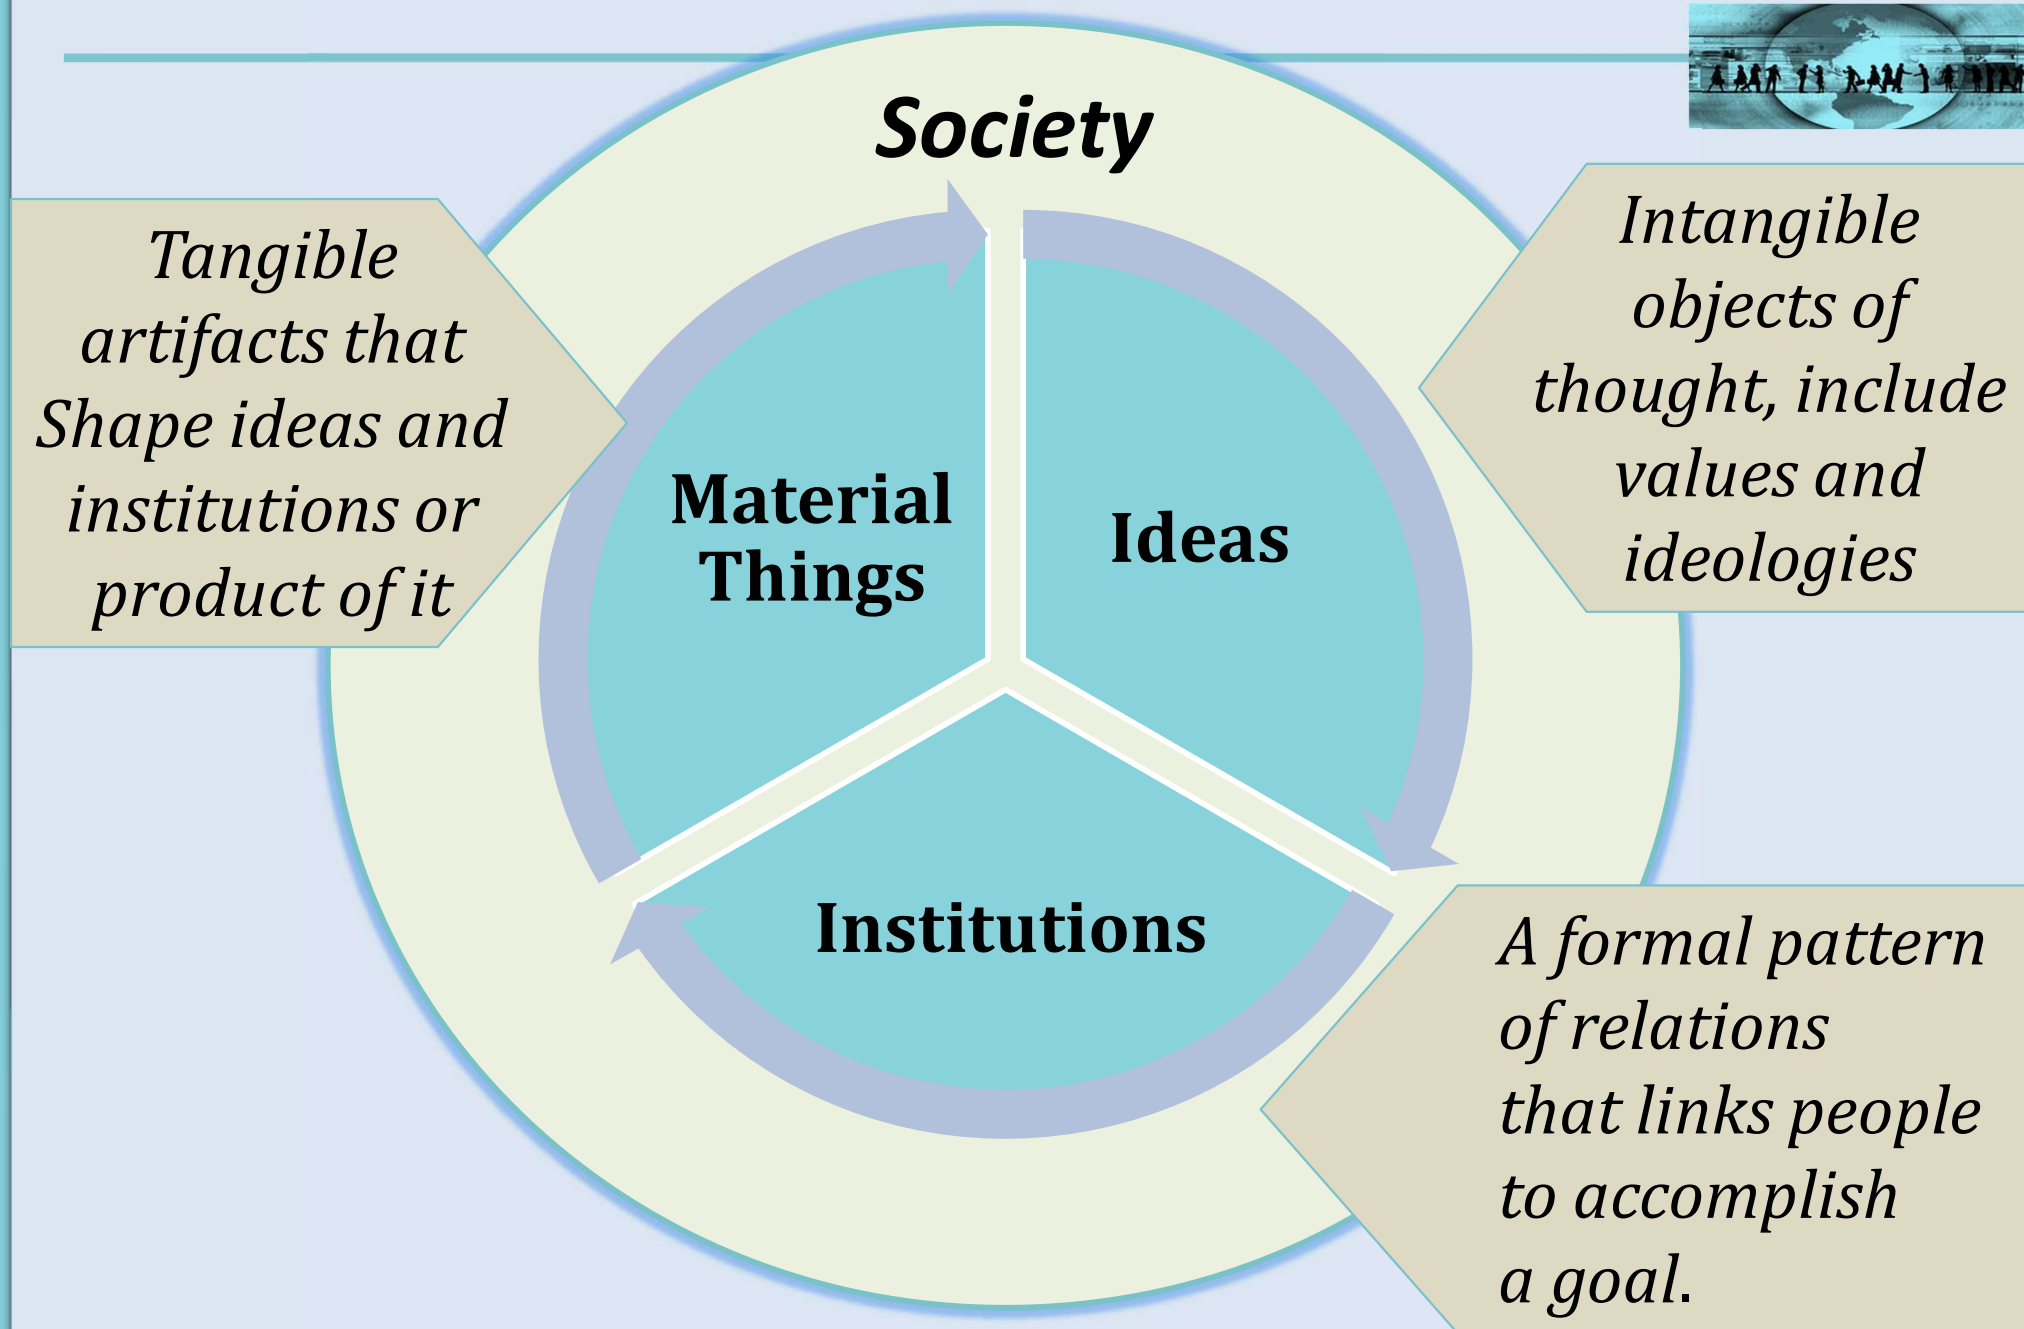 Society
Tangible
artifacts that
Shape ideas and
institutions or
product of it
Intangible
objects of
thought, include
values and
ideologies
Material
Things
Ideas
Institutions
A formal pattern
of relations
that links people
to accomplish
a goal.